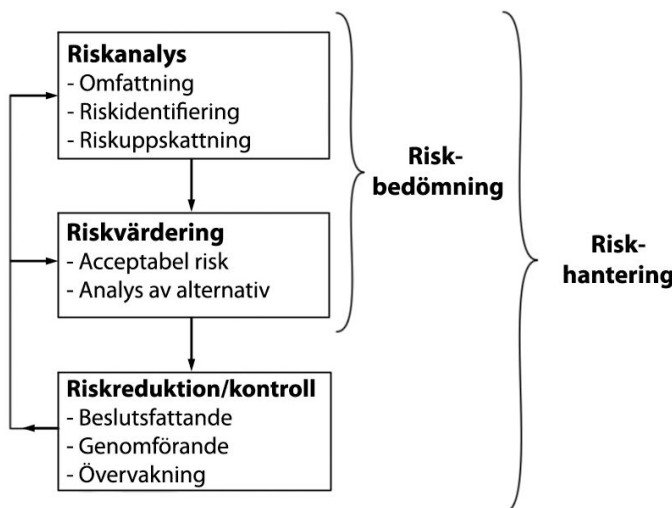 Riskanalys
- Omfattning
- Riskidentifiering
- Riskuppskattning
Risk-
bedömning
Riskvärdering
- Acceptabel risk
- Analys av alternativ
Risk-
hantering
Riskreduktion/kontroll
- Beslutsfattande
- Genomförande
- Övervakning